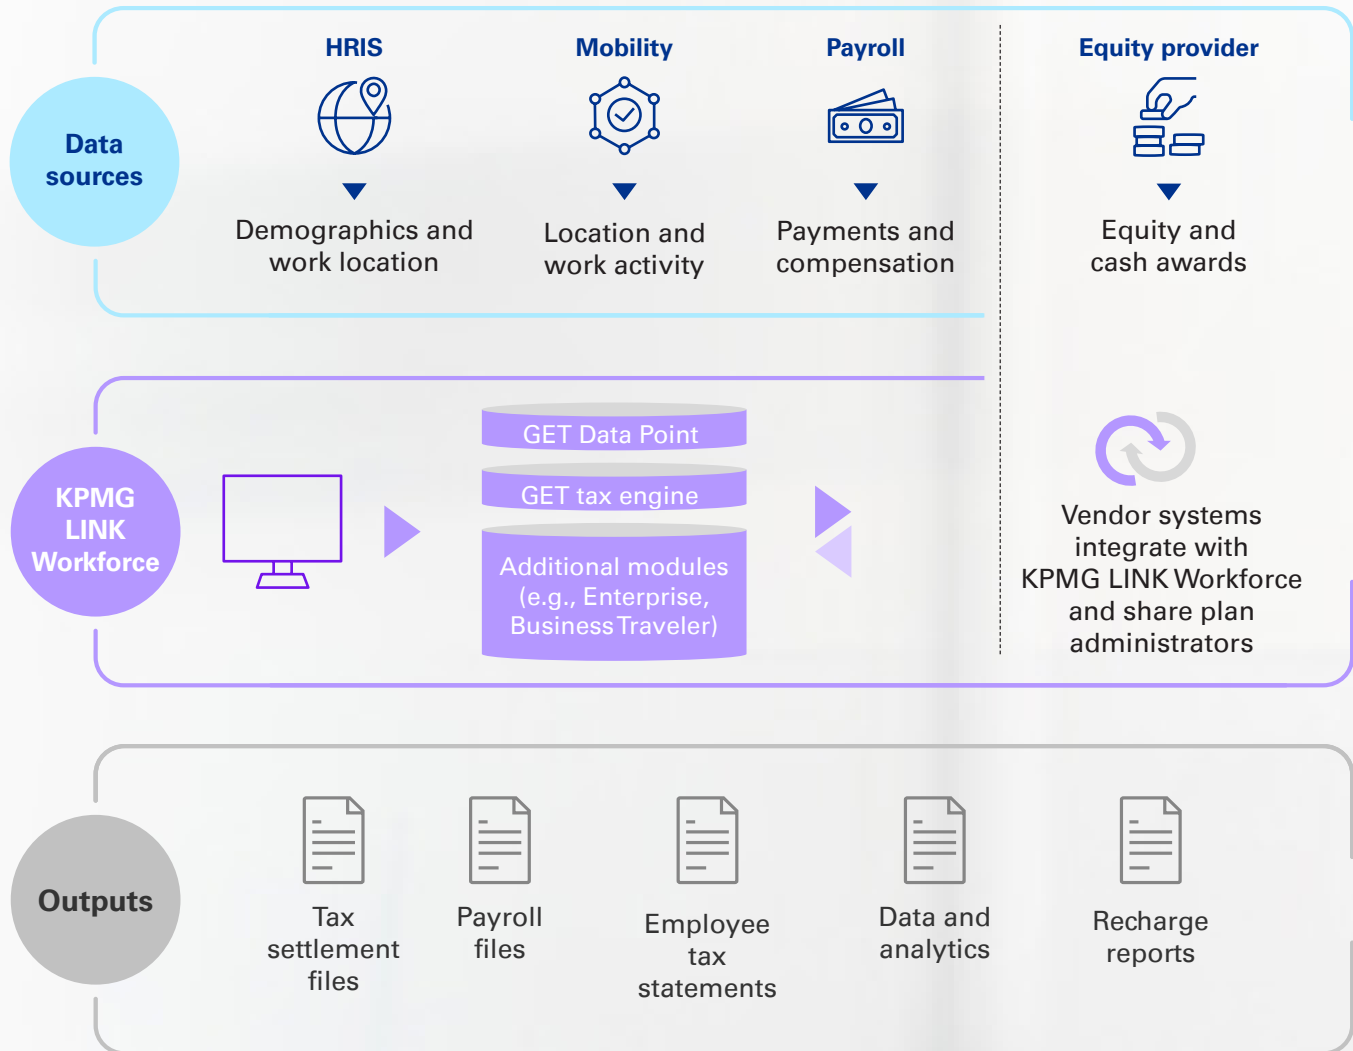 HRIS
Mobility
Payroll
Equity provider
Data
sources
Demographics and
work location
Location and
work activity
Payments and
compensation
Equity and
cash awards
KPMG
LINK
Workforce
GET Data Point
GET tax engine
Additional modules
(e.g., Enterprise,
Business Traveler)
Vendor systems
integrate with
KPMG LINK Workforce
and share plan
administrators
Outputs
Tax
settlement
files
Payroll
files
Employee
tax
statements
Data and
analytics
Recharge
reports